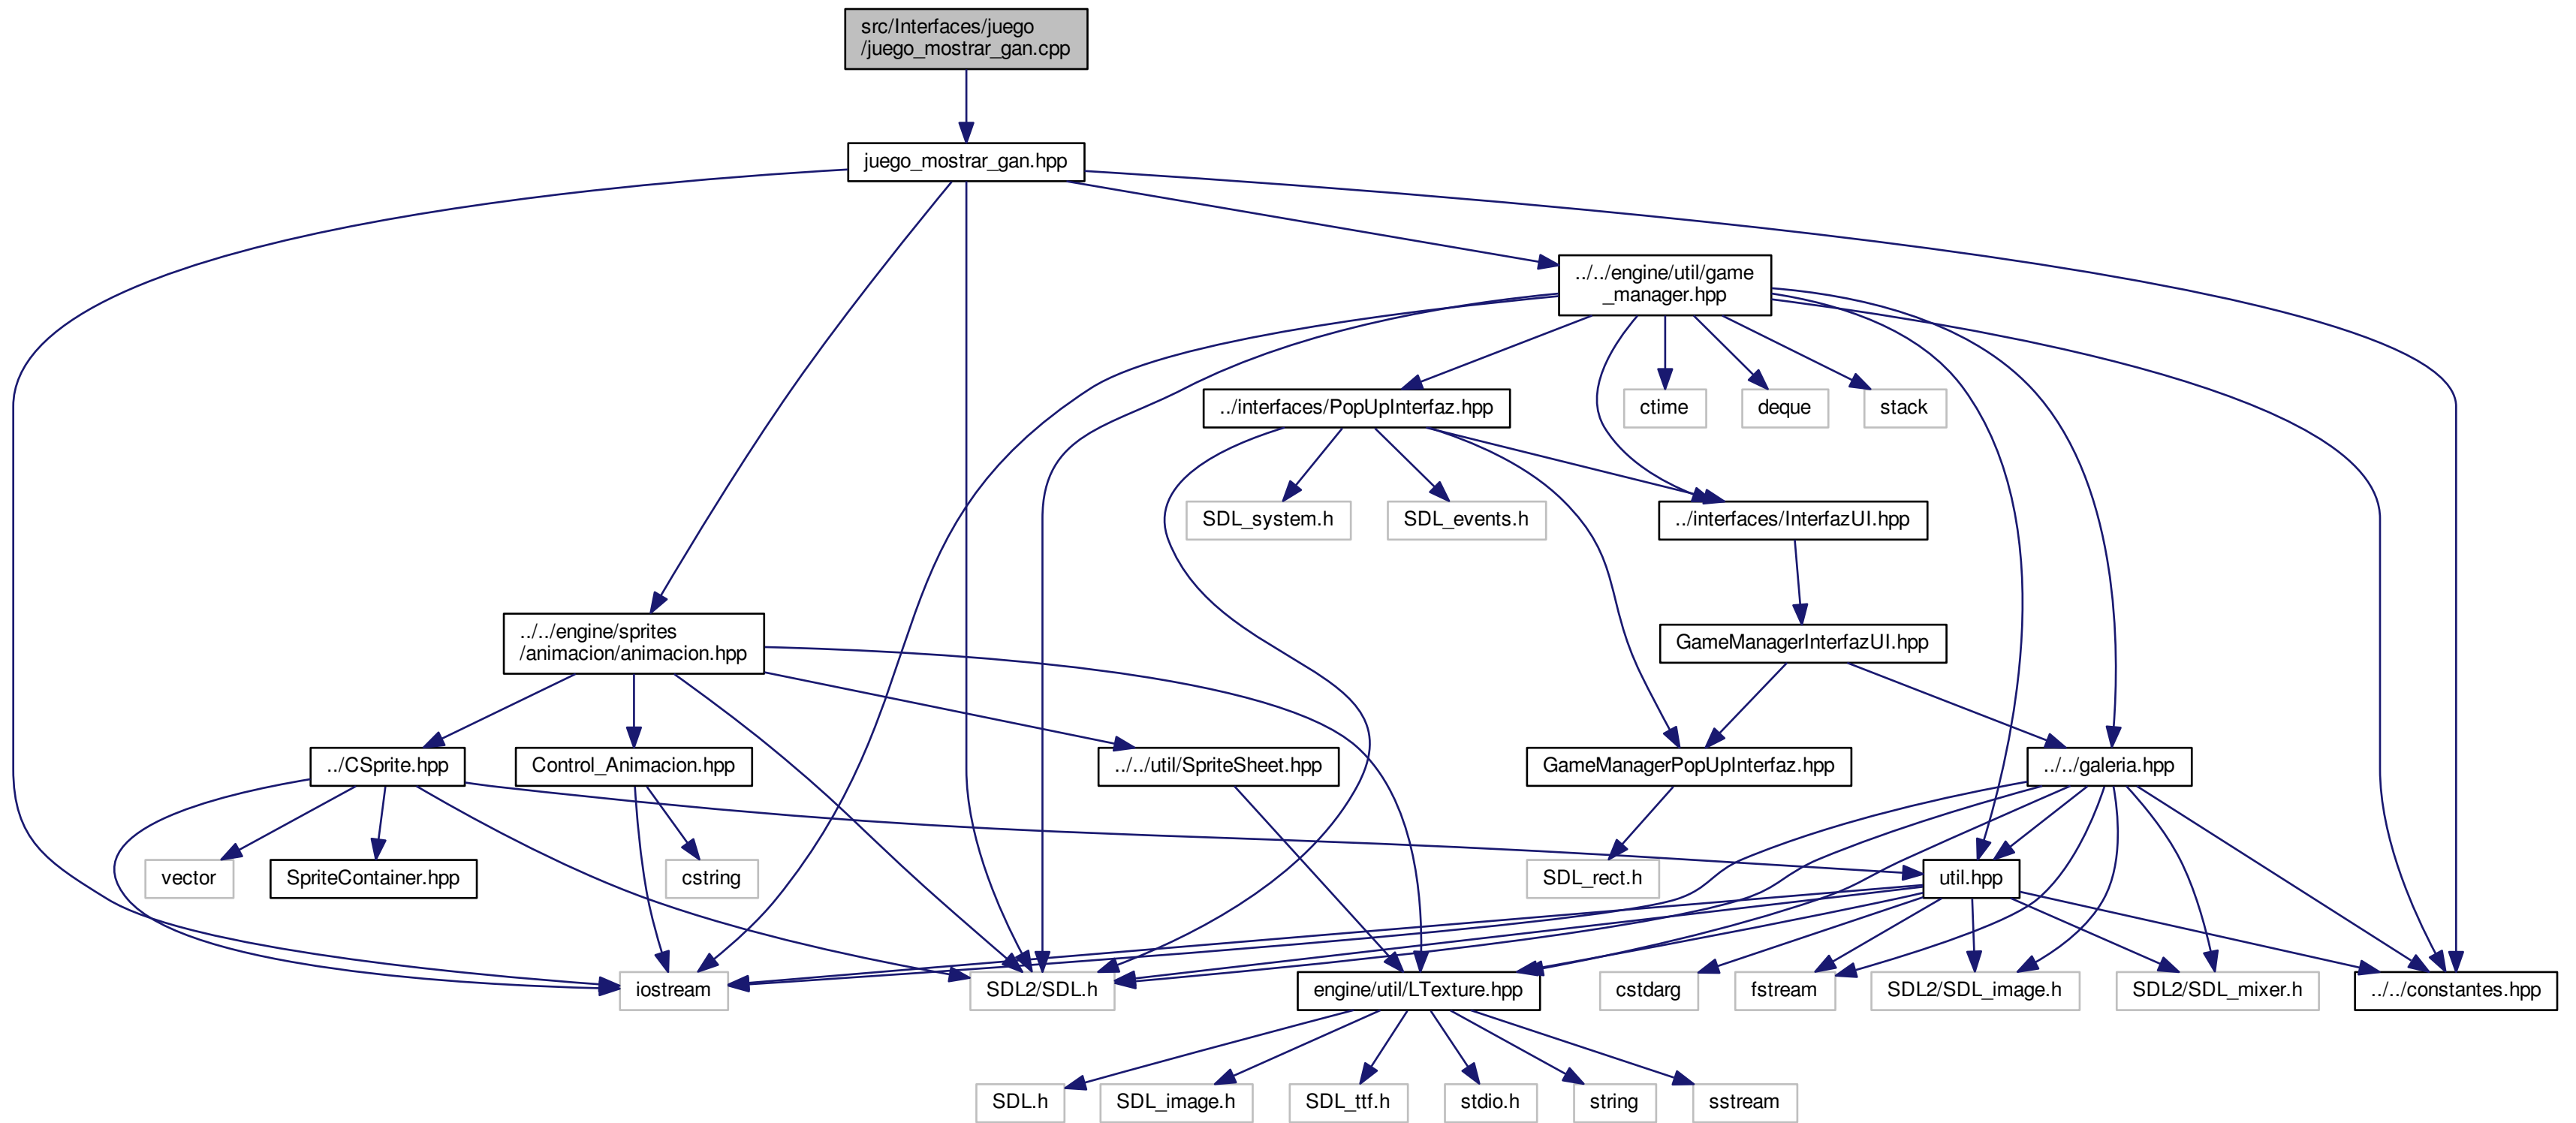 src/Interfaces/juego
/juego_mostrar_gan.cpp
juego_mostrar_gan.hpp
../../engine/util/game
_manager.hpp
../interfaces/PopUpInterfaz.hpp
ctime
deque
stack
SDL_system.h
SDL_events.h
../interfaces/InterfazUI.hpp
../../engine/sprites
/animacion/animacion.hpp
GameManagerInterfazUI.hpp
../CSprite.hpp
Control_Animacion.hpp
../../util/SpriteSheet.hpp
GameManagerPopUpInterfaz.hpp
../../galeria.hpp
vector
SpriteContainer.hpp
cstring
SDL_rect.h
util.hpp
iostream
SDL2/SDL.h
engine/util/LTexture.hpp
cstdarg
fstream
SDL2/SDL_image.h
SDL2/SDL_mixer.h
../../constantes.hpp
SDL.h
SDL_image.h
SDL_ttf.h
stdio.h
string
sstream